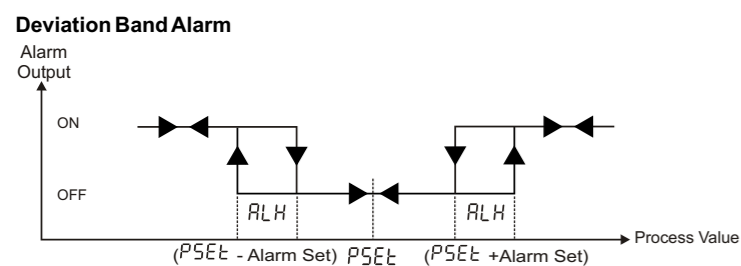 Deviation Band Alarm
Alarm
Output
ON
OFF
ALH ALH
(PSEt - Alarm Set) PSEt (PSEt +Alarm Set)
Process Value